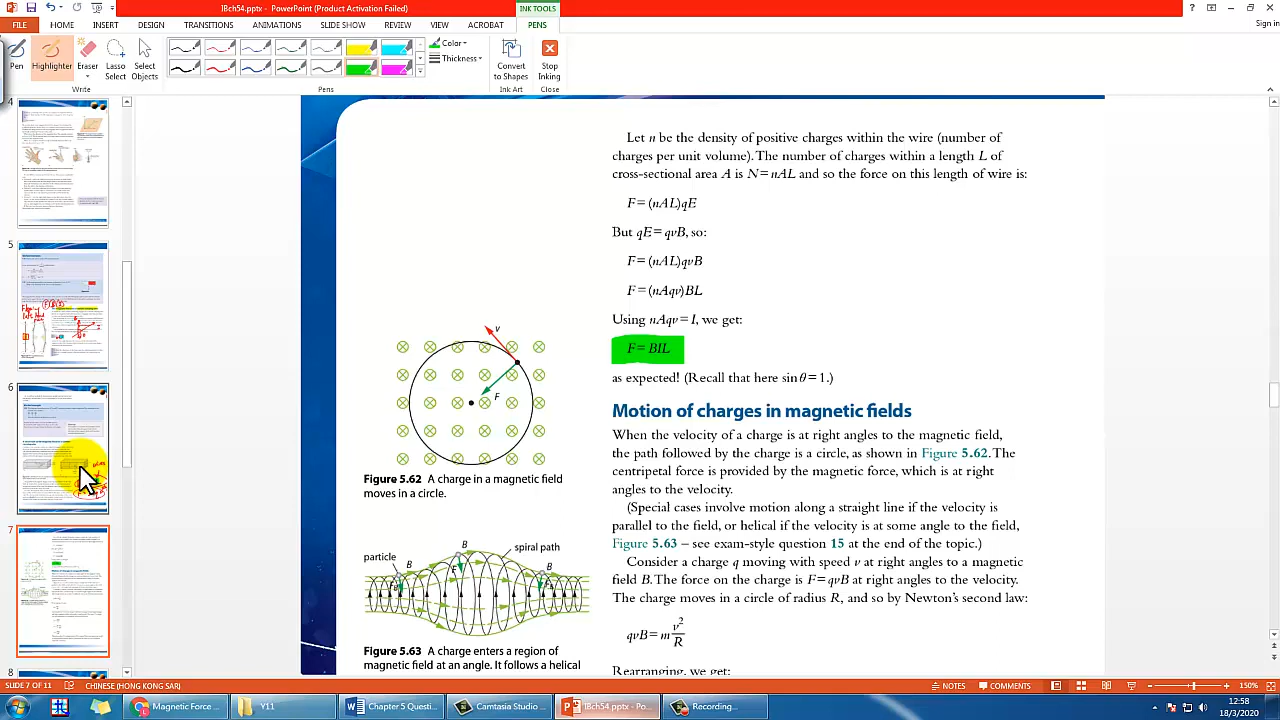 IBch54.pptx - PowerPoint (Product Activation Failed)
INK TOOLS
FILE HOME INSERT DESIGN TRANSITIONS ANIMATIONS SLIDE SHOW REVIEW VIEW ACROBAT PENS
Sign in
Pen Highlighter Eraser Lasso Select Select Objects
Color
Thickness
Convert to Shapes
Stop Inking
Write Pens Ink Art Close
4
5
6
7
8
Let n be the density of positive charges within the wire (number of
charges per unit volume). The number of charges within a length L of
cross-sectional area A is N = nAL and so the force on this length of wire is:
F = (nAL)qE
But qE = qvB, so:
F = (nAL)qvB
F = (nAqv)BL
Using nAqv = I, we get:
F = BIL
as expected! (Recall that here sin θ = 1.)
Motion of charges in magnetic fields
When the velocity of a charge is at right angles to the magnetic field,
the path followed by the charge is a circle, as shown in Figure 5.62. The
centripetal force is provided by the magnetic force, which is at right
angles to the velocity.
(Special cases involve motion along a straight line if the velocity is
parallel to the field, or helical if the velocity is at some angle to the field,
Figure 5.63 – see exam-style question 15 at the end of the topic.)
Consider a charge q moving with speed v at right angles to a magnetic
field B. The force on the charge is F = qvB at right angles to the velocity.
The charge moves in a circle of radius R, and so by Newton's second law:
qvB = m v²/R
Rearranging, we get:
Figure 5.62 A charge in a magnetic field
moves in a circle.
particle
B
spiral path
B
Figure 5.63 A charge enters a region of
magnetic field at an angle. It follows a helical
SLIDE 7 OF 11 CHINESE (HONG KONG SAR) NOTES COMMENTS 150%
Magnetic Force ... Y11 Chapter 5 Questi... Camtasia Studio ... IBch54.pptx - Po... Recording...
12:58
18/3/2020